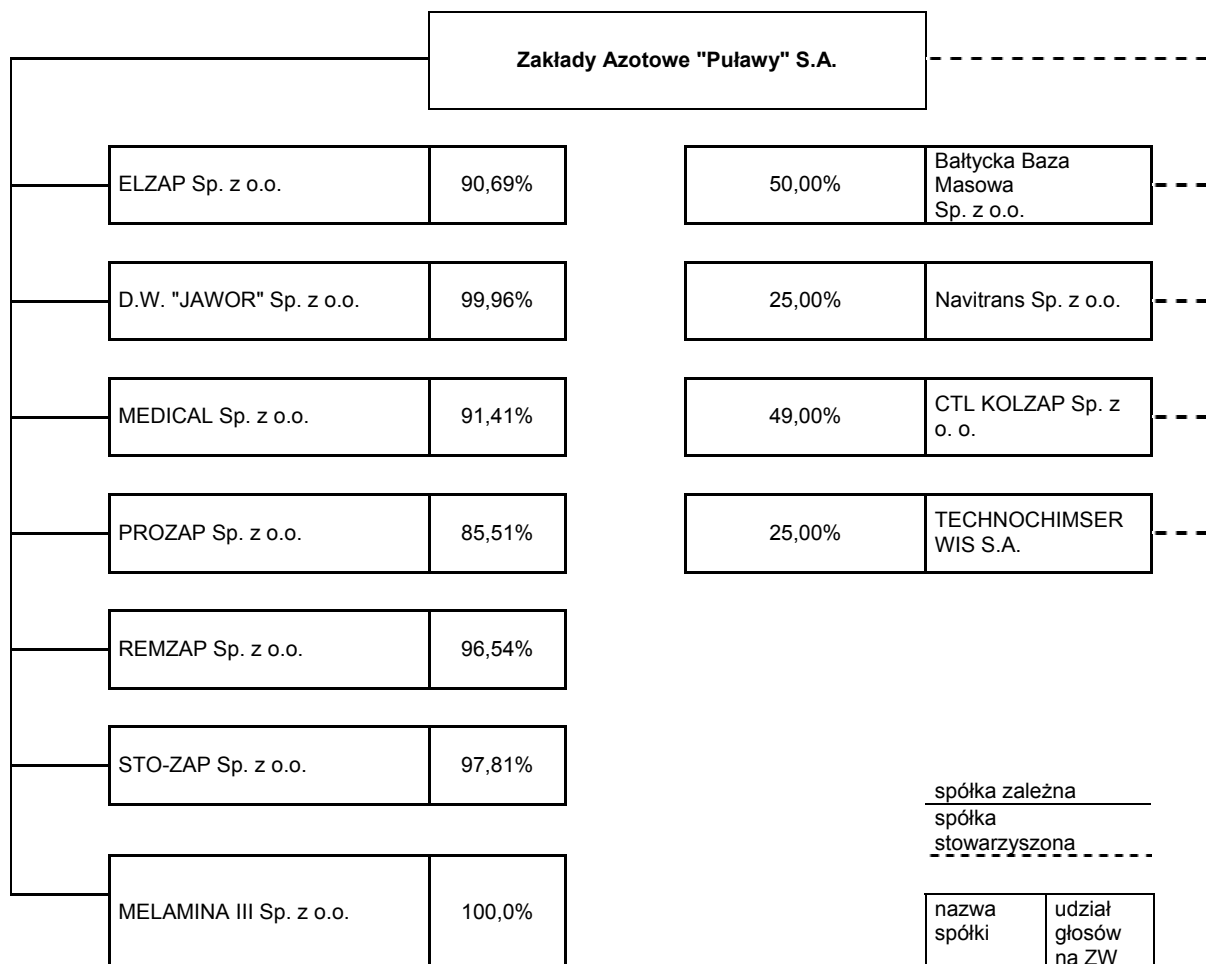 Zakłady Azotowe "Puławy" S.A.
ELZAP Sp. z o.o.
90,69%
50,00%
Bałtycka Baza
Masowa
Sp. z o.o.
D.W. "JAWOR" Sp. z o.o.
99,96%
25,00%
Navitrans Sp. z o.o.
MEDICAL Sp. z o.o.
91,41%
49,00%
CTL KOLZAP Sp. z
o. o.
PROZAP Sp. z o.o.
85,51%
25,00%
TECHNOCHIMSER
WIS S.A.
REMZAP Sp. z o.o.
96,54%
STO-ZAP Sp. z o.o.
97,81%
spółka zależna
spółka
stowarzyszona
MELAMINA III Sp. z o.o.
100,0%
nazwa
spółki
udział
głosów
na ZW